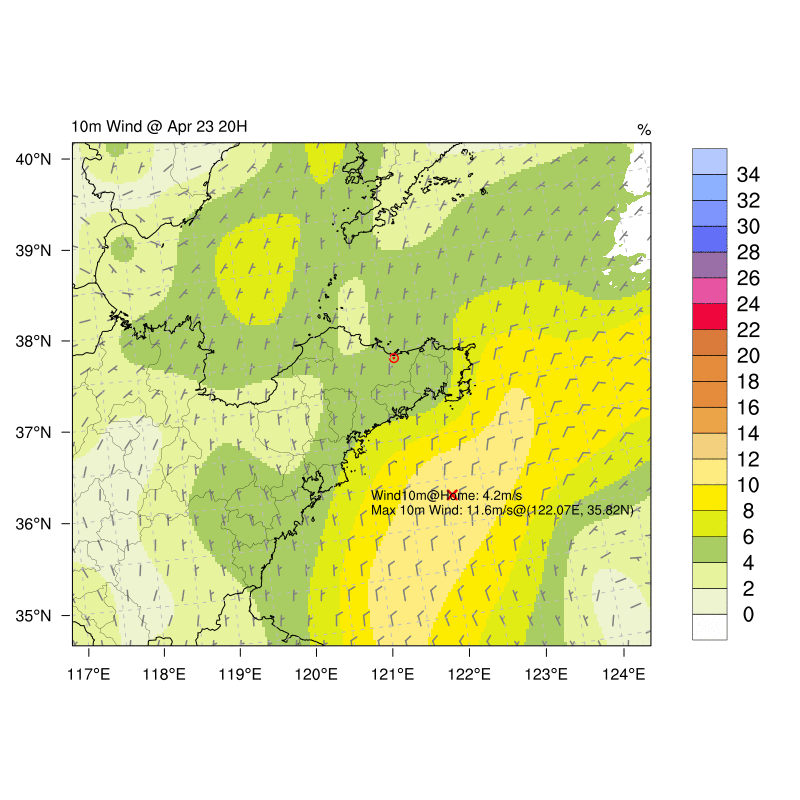 10m Wind @ Apr 23 20H
%
40°N
39°N
38°N
37°N
36°N
35°N
117°E 118°E 119°E 120°E 121°E 122°E 123°E 124°E
Wind10m@Home: 4.2m/s
Max 10m Wind: 11.6m/s@(122.07E, 35.82N)
34
32
30
28
26
24
22
20
18
16
14
12
10
8
6
4
2
0